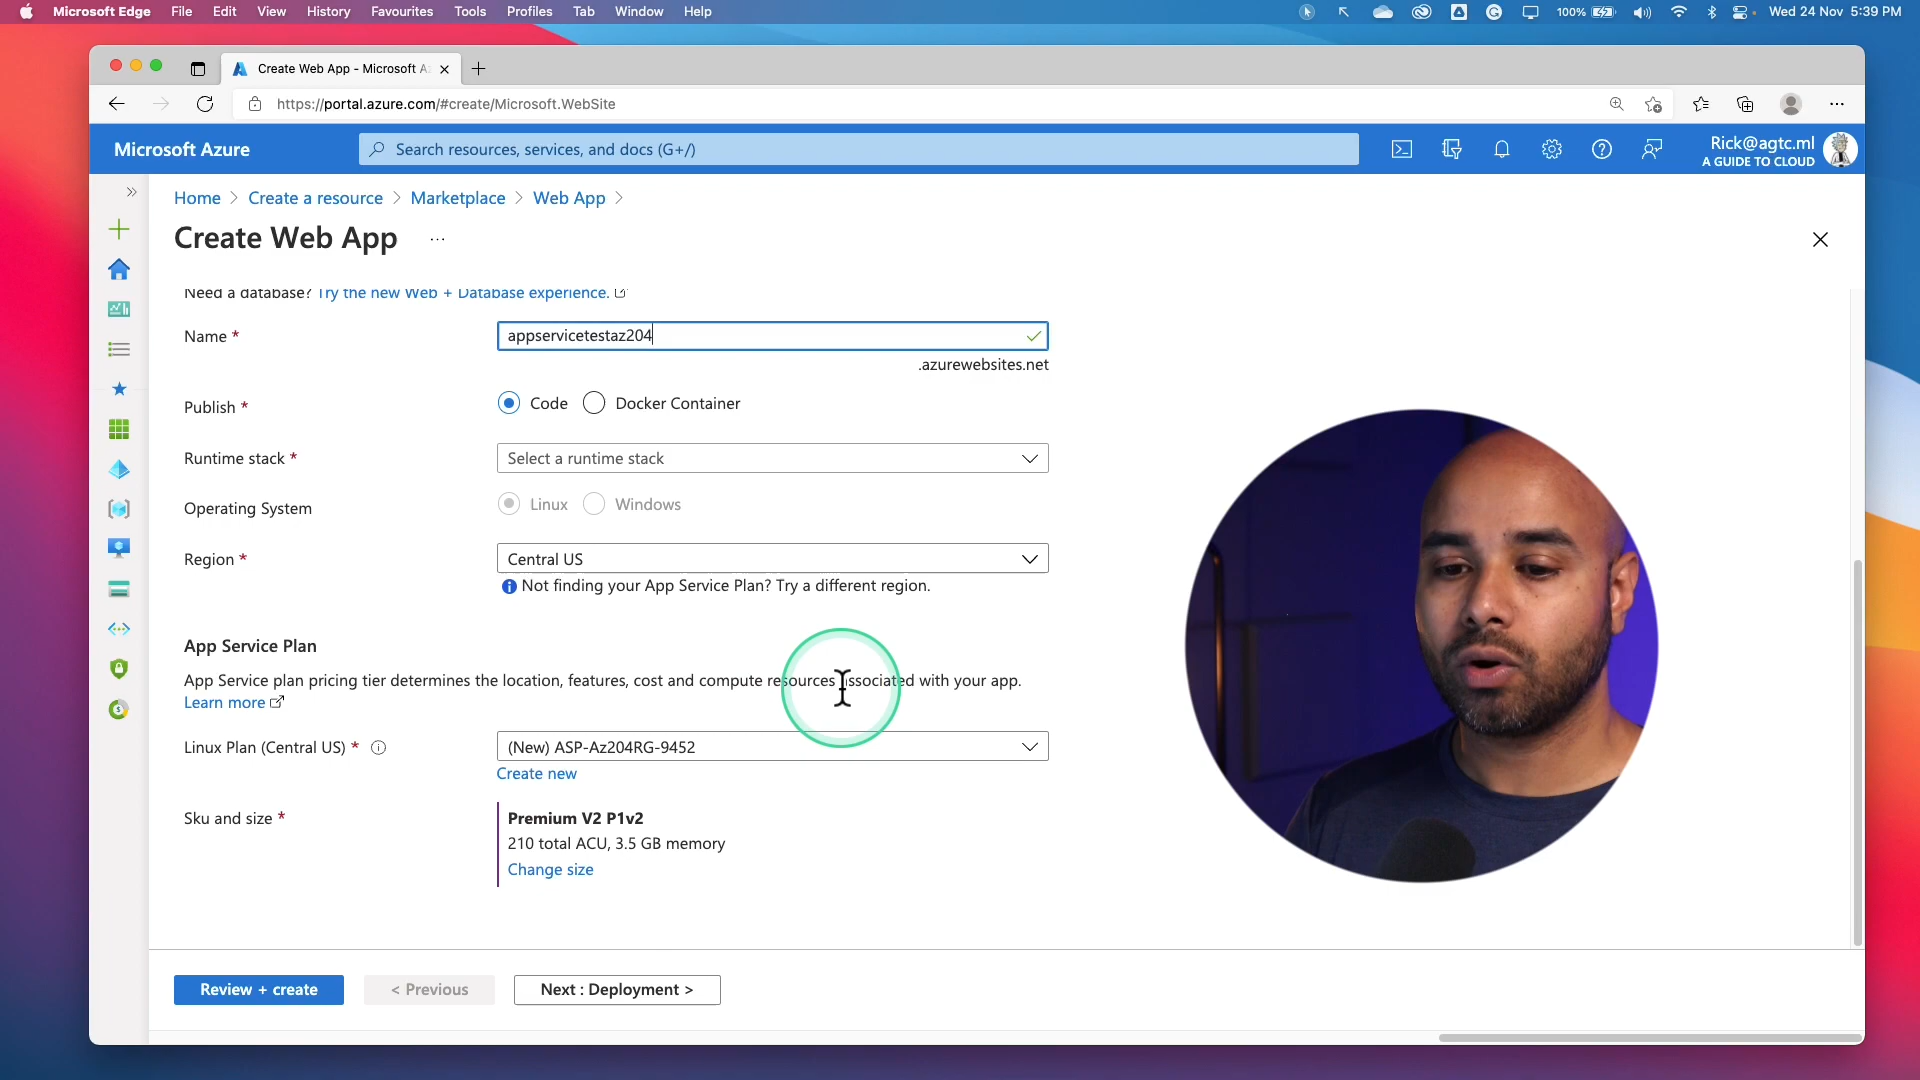 Microsoft Edge File Edit View History Favourites Tools Profiles Tab Window Help 100% Wed 24 Nov 5:39 PM
Create Web App - Microsoft A
https://portal.azure.com/#create/Microsoft.WebSite
Microsoft Azure Search resources, services, and docs (G+/) Rick@agtc.ml
A GUIDE TO CLOUD
Home > Create a resource > Marketplace > Web App >
Create Web App ...
Need a database? Try the new Web + Database experience.
Name * appservicetestaz204
.azurewebsites.net
Publish * Code Docker Container
Runtime stack * Select a runtime stack
Operating System Linux Windows
Region * Central US
Not finding your App Service Plan? Try a different region.
App Service Plan
App Service plan pricing tier determines the location, features, cost and compute resources associated with your app.
Learn more
Linux Plan (Central US) * (New) ASP-Az204RG-9452
Create new
Sku and size * Premium V2 P1v2
210 total ACU, 3.5 GB memory
Change size
Review + create < Previous Next : Deployment >